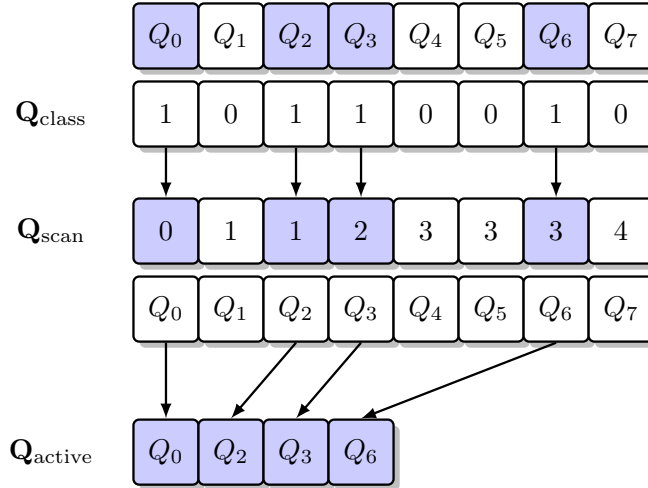 Q0 Q1 Q2 Q3 Q4 Q5 Q6 Q7
Qclass 1 0 1 1 0 0 1 0
Qscan 0 1 1 2 3 3 3 4
Q0 Q1 Q2 Q3 Q4 Q5 Q6 Q7
Qactive Q0 Q2 Q3 Q6